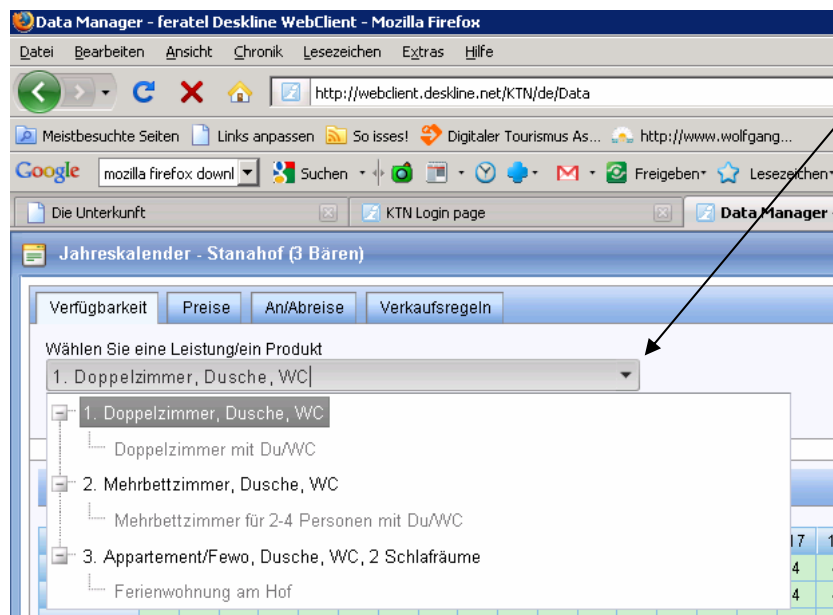 Data Manager - feratel Deskline WebClient - Mozilla Firefox
Datei Bearbeiten Ansicht Chronik Lesezeichen Extras Hilfe
http://webclient.deskline.net/KTN/de/Data
Meistbesuchte Seiten Links anpassen So isses! Digitaler Tourismus As... http://www.wolfgang...
Google mozilla firefox downl Suchen Freigeben Lesezeichen
Die Unterkunft KTN Login page Data Manager -
Jahreskalender - Stanahof (3 Bären)
Verfügbarkeit Preise An/Abreise Verkaufsregeln
Wählen Sie eine Leistung/ein Produkt
1. Doppelzimmer, Dusche, WC
1. Doppelzimmer, Dusche, WC
Doppelzimmer mit Du/WC
2. Mehrbettzimmer, Dusche, WC
Mehrbettzimmer für 2-4 Personen mit Du/WC
3. Appartement/Fewo, Dusche, WC, 2 Schlafräume
17 1
4
Ferienwohnung am Hof
4